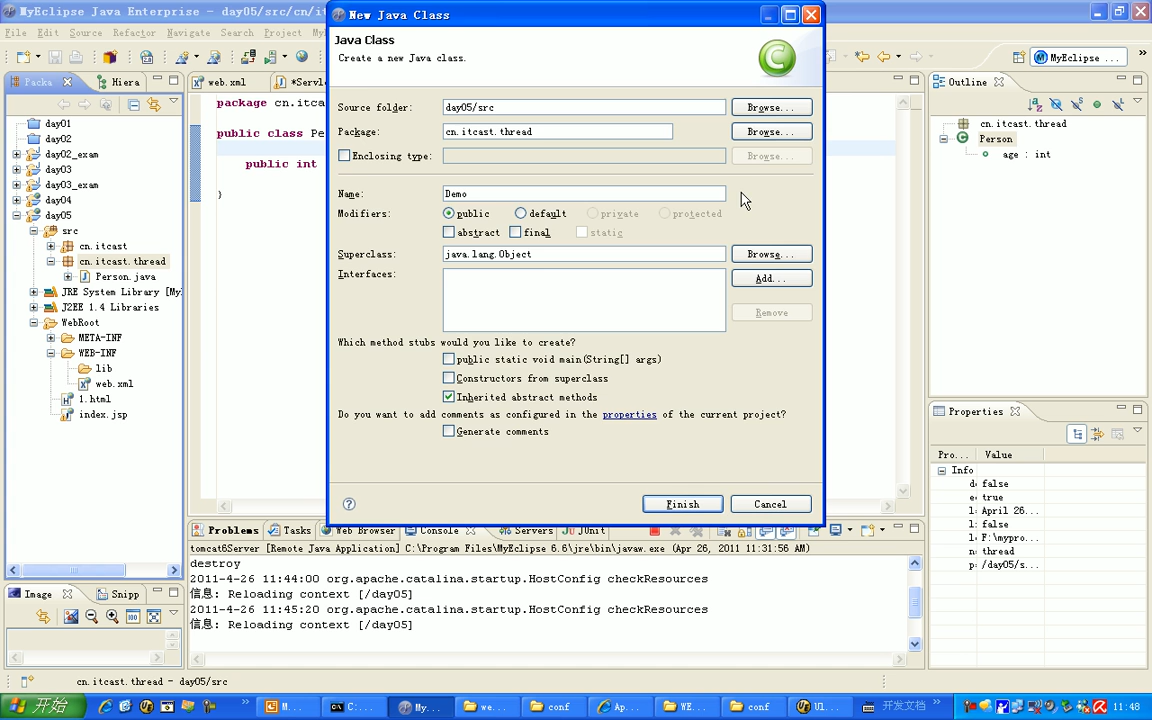 MyEclipse Java Enterprise - day05/src/cn/it
File Edit Source Refactor Navigate Search Project
MyEclipse ...
New Java Class
Java Class
Create a new Java class.
Source folder: day05/src Browse...
Package: cn.itcast.thread Browse...
Enclosing type: Browse...
Name: Demo
Modifiers: public default private protected
abstract final static
Superclass: java.lang.Object Browse...
Interfaces: Add...
Remove
Which method stubs would you like to create?
public static void main(String[] args)
Constructors from superclass
Inherited abstract methods
Do you want to add comments as configured in the properties of the current project?
Generate comments
Finish Cancel
Packa Hiera
day01
day02
day02_exam
day03
day03_exam
day04
day05
src
cn.itcast
cn.itcast.thread
Person.java
JRE System Library [My
J2EE 1.4 Libraries
WebRoot
META-INF
WEB-INF
lib
web.xml
1.html
index.jsp
web.xml *Servl
package cn.itca
public class Pe
public int
}
Outline
cn.itcast.thread
Person
age : int
Properties
Pro... Value
Info
d false
e true
l April 26...
l false
l F:\mypro...
n thread
p /day05/s...
Problems Tasks Web Browser Console Servers JUnit
tomcat6Server [Remote Java Application] C:\Program Files\MyEclipse 6.6\jre\bin\javaw.exe (Apr 26, 2011 11:31:56 AM)
destroy
2011-4-26 11:44:00 org.apache.catalina.startup.HostConfig checkResources
信息: Reloading context [/day05]
2011-4-26 11:45:20 org.apache.catalina.startup.HostConfig checkResources
信息: Reloading context [/day05]
Image Snipp
cn.itcast.thread - day05/src
开始 M... C:... My... we... conf Ap... WE... conf Ul... 开发文档 11:48